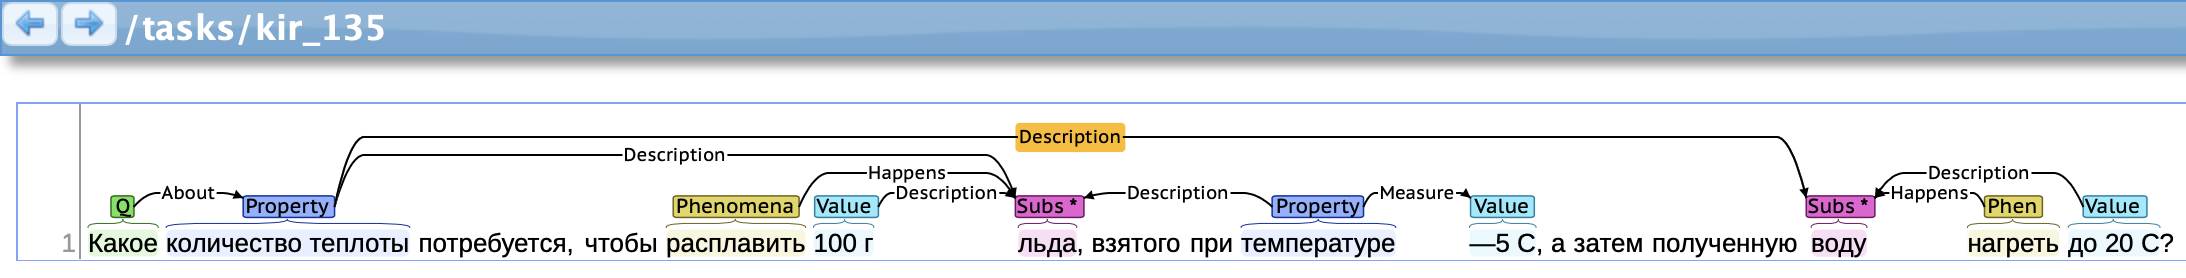 /tasks/kir_135
Description
Description
Happens Description
Q About Property Phenomena Value Description Subs * Description Property Measure Value Subs * Happens Phen Value
1 Какое количество теплоты потребуется, чтобы расплавить 100 г льда, взятого при температуре —5 С, а затем полученную воду нагреть до 20 С?